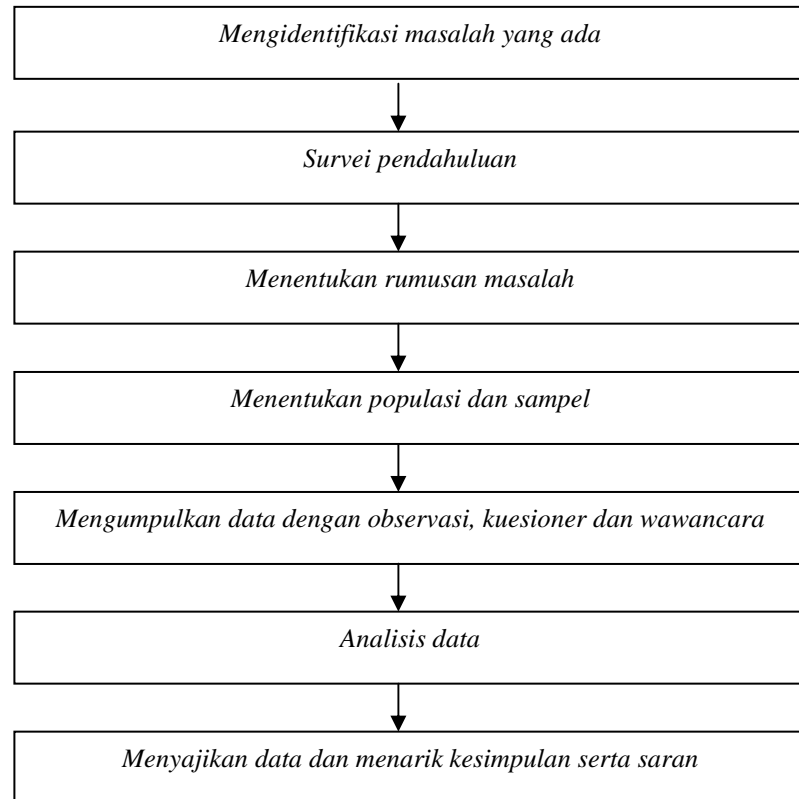 Mengidentifikasi masalah yang ada
Survei pendahuluan
Menentukan rumusan masalah
Menentukan populasi dan sampel
Mengumpulkan data dengan observasi, kuesioner dan wawancara
Analisis data
Menyajikan data dan menarik kesimpulan serta saran